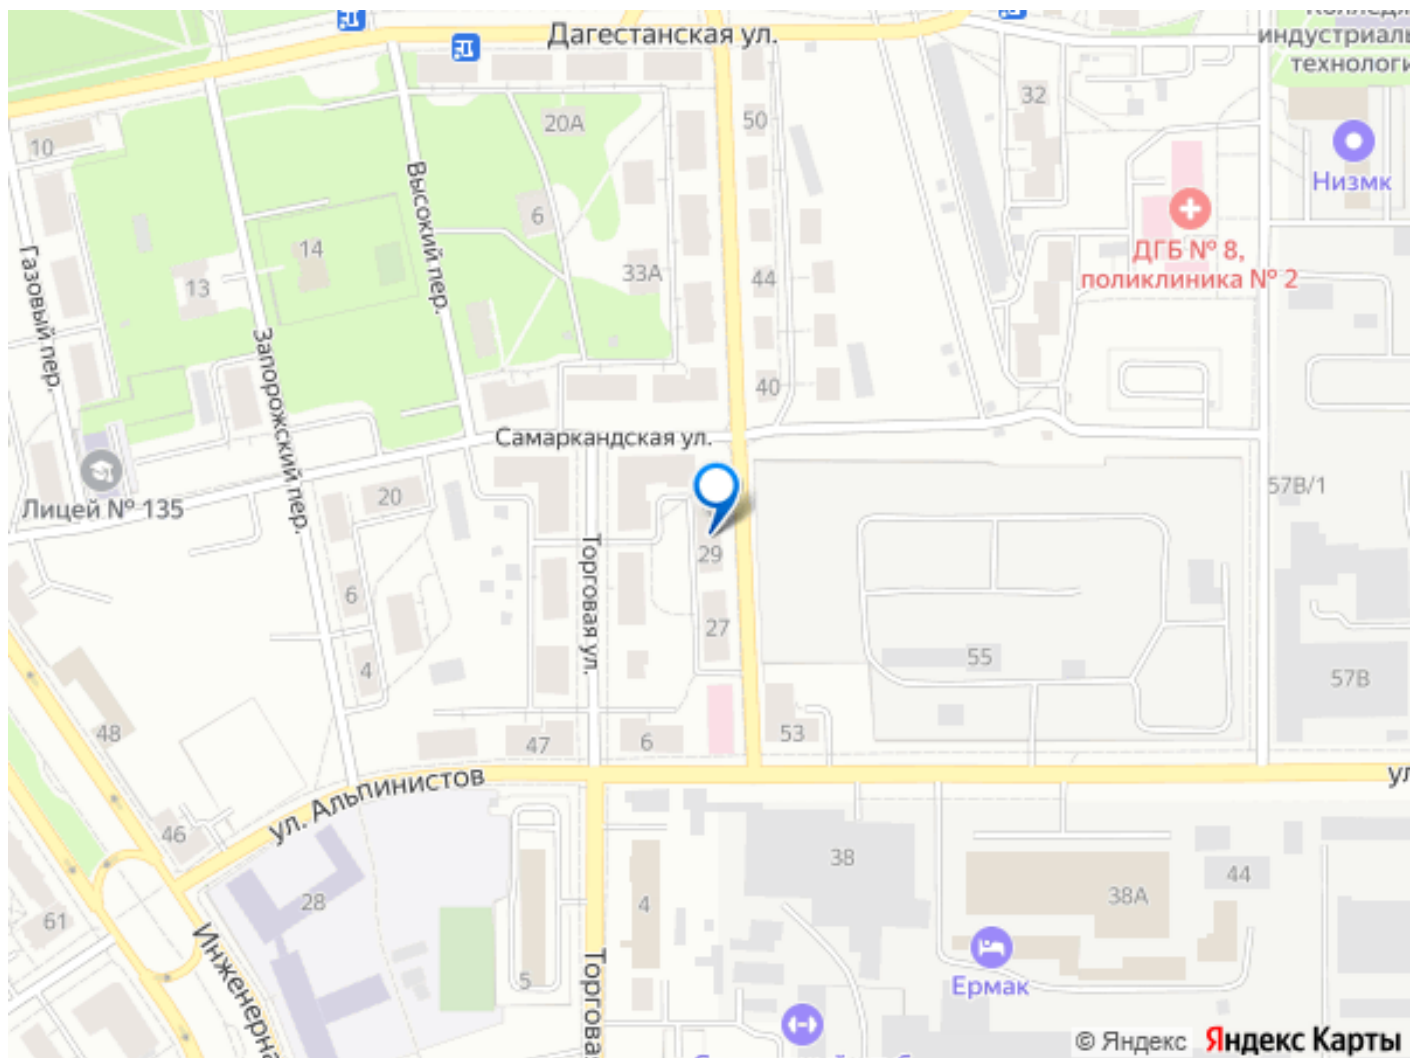 Дагестанская ул.
индустриаль
технологи
32
20А
50
10
Низмк
Высокий пер.
6
14
ДГБ № 8,
поликлиника № 2
33А
44
13
Газовый пер.
Запорожский пер.
40
Самаркандская ул.
57В/1
20
Лицей № 135
29
Торговая ул.
6
27
55
4
57В
48
47
6
53
ул. Альпинистов
ул
46
38
44
28
4
38А
61
Инженерна
5
Торговая
Ермак
© Яндекс
Яндекс Карты